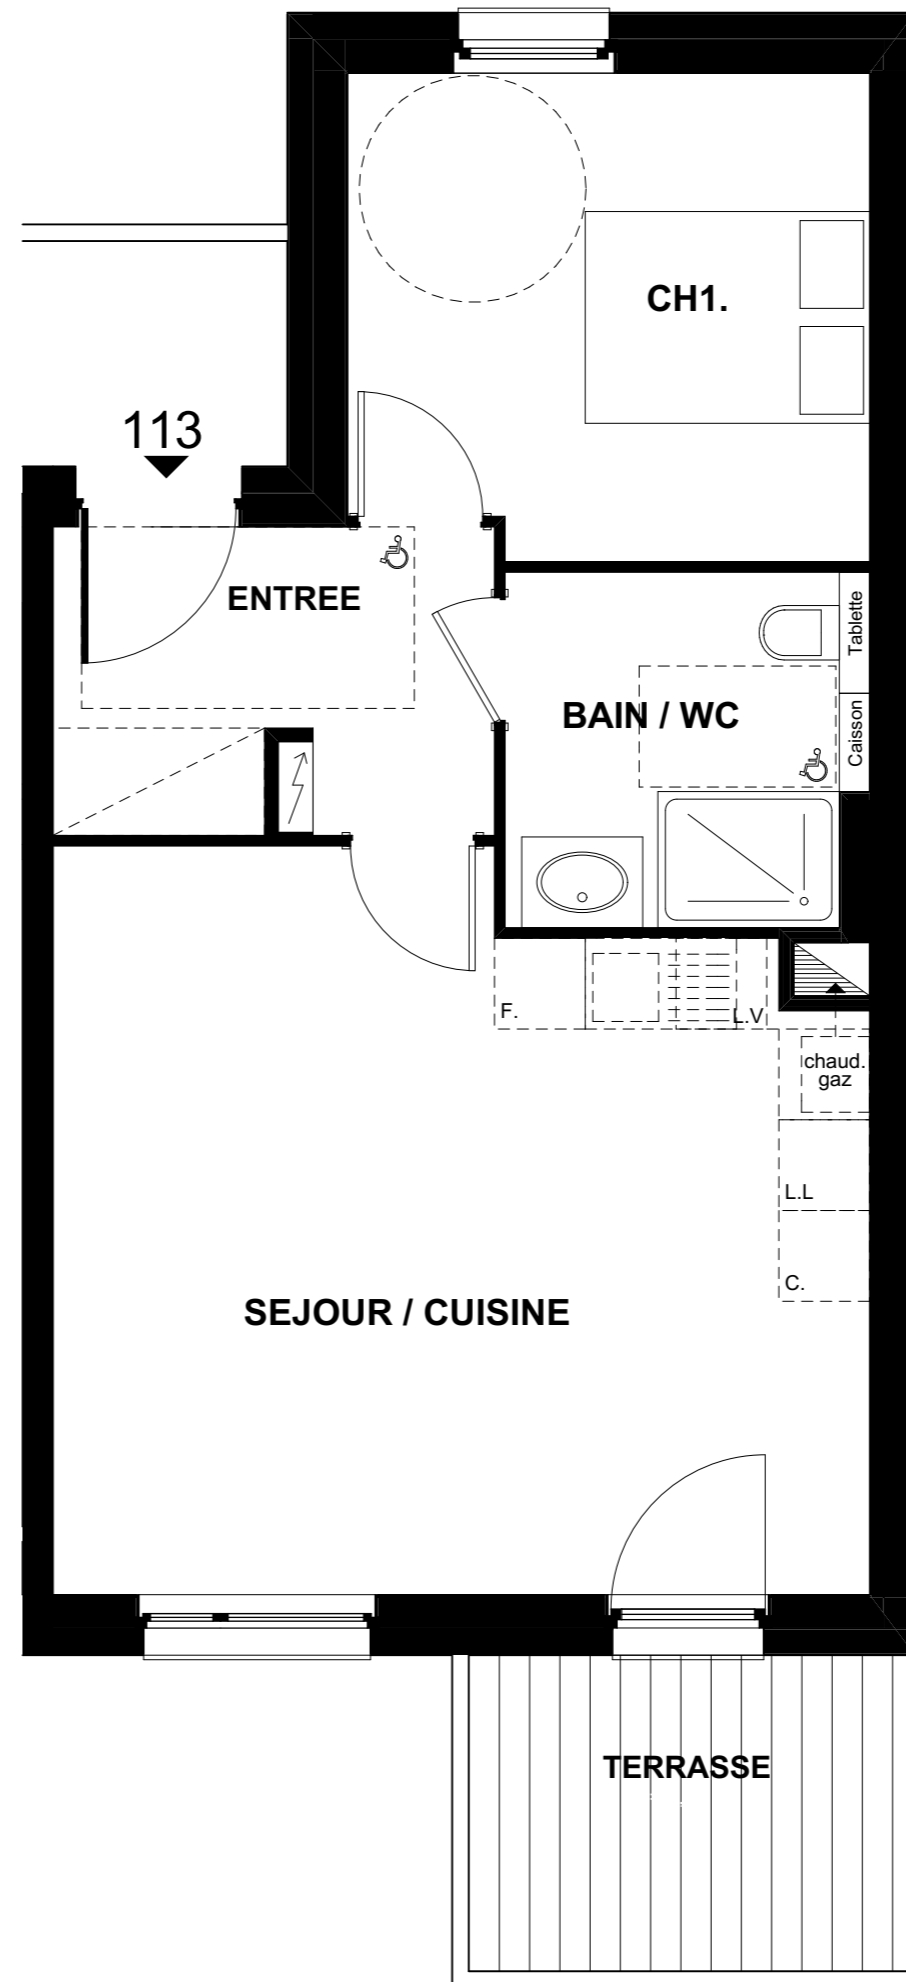 CH1.
113
ENTREE
Tablette
BAIN / WC
Caisson
F.
L.V
chaud.
gaz
L.L
C.
SEJOUR / CUISINE
TERRASSE